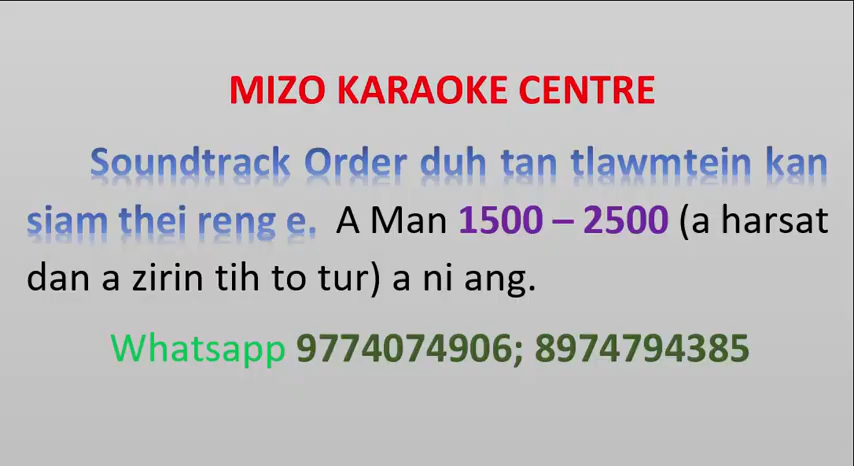 MIZO KARAOKE CENTRE
Soundtrack Order duh tan tlawmtein kan
siam thei reng e. A Man 1500 – 2500 (a harsat
dan a zirin tih to tur) a ni ang.
Whatsapp 9774074906; 8974794385